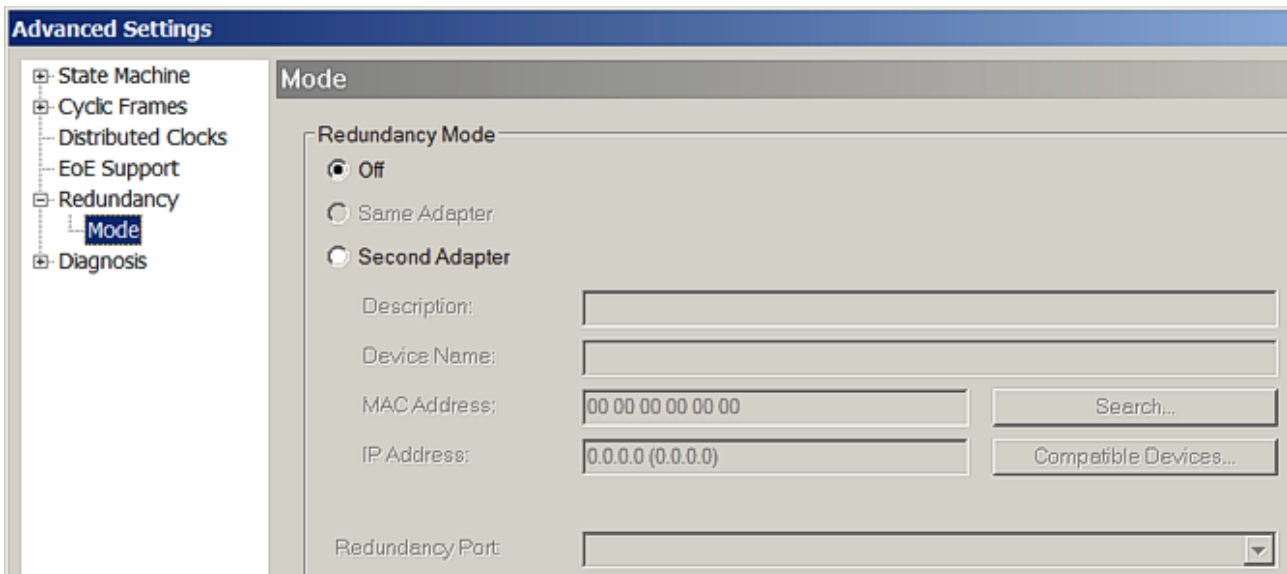 Advanced Settings
State Machine
Cyclic Frames
Distributed Clocks
EoE Support
Redundancy
Mode
Diagnosis
Mode
Redundancy Mode
Off
Same Adapter
Second Adapter
Description:
Device Name:
MAC Address: 00 00 00 00 00 00 Search...
IP Address: 0.0.0.0 (0.0.0.0) Compatible Devices...
Redundancy Port: